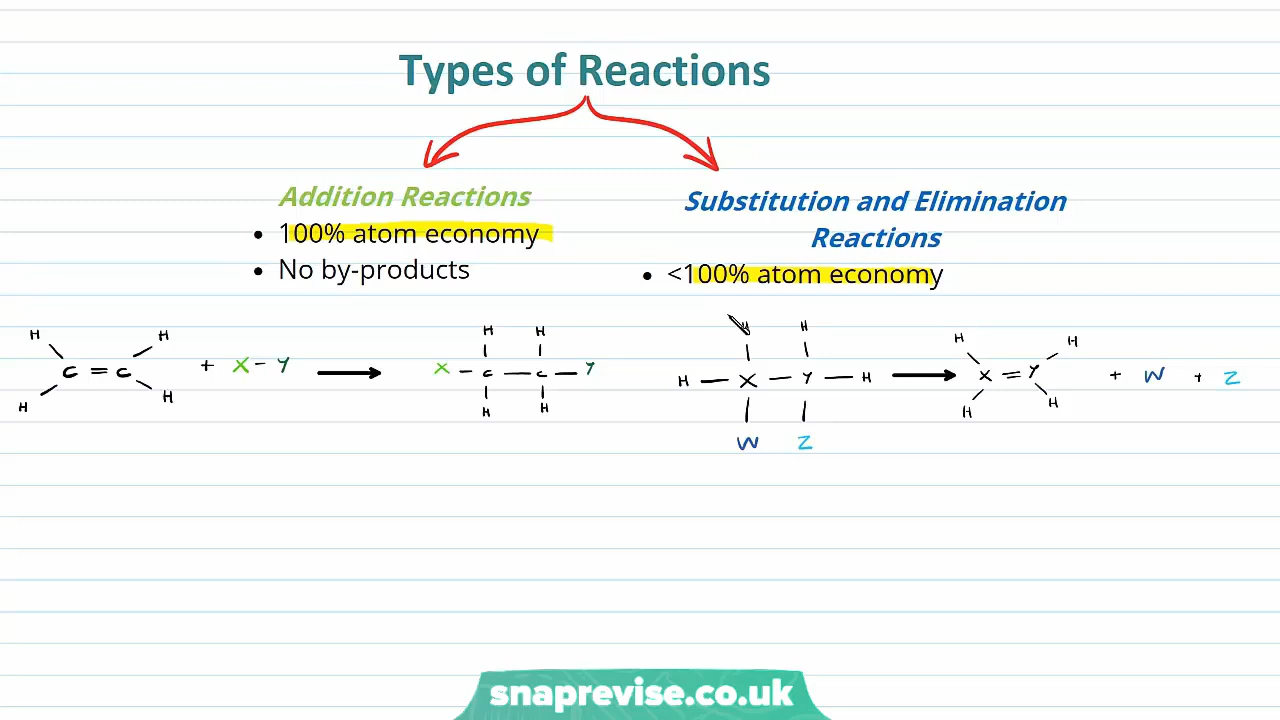 Types of Reactions
Addition Reactions
• 100% atom economy
• No by-products
Substitution and Elimination
Reactions
• <100% atom economy
H H
C = C
H H
+ X - Y
H H
X - C — C — Y
H H
H H
H — X - Y — H
W Z
H H
X = Y
H H
+ W + Z
snaprevise.co.uk